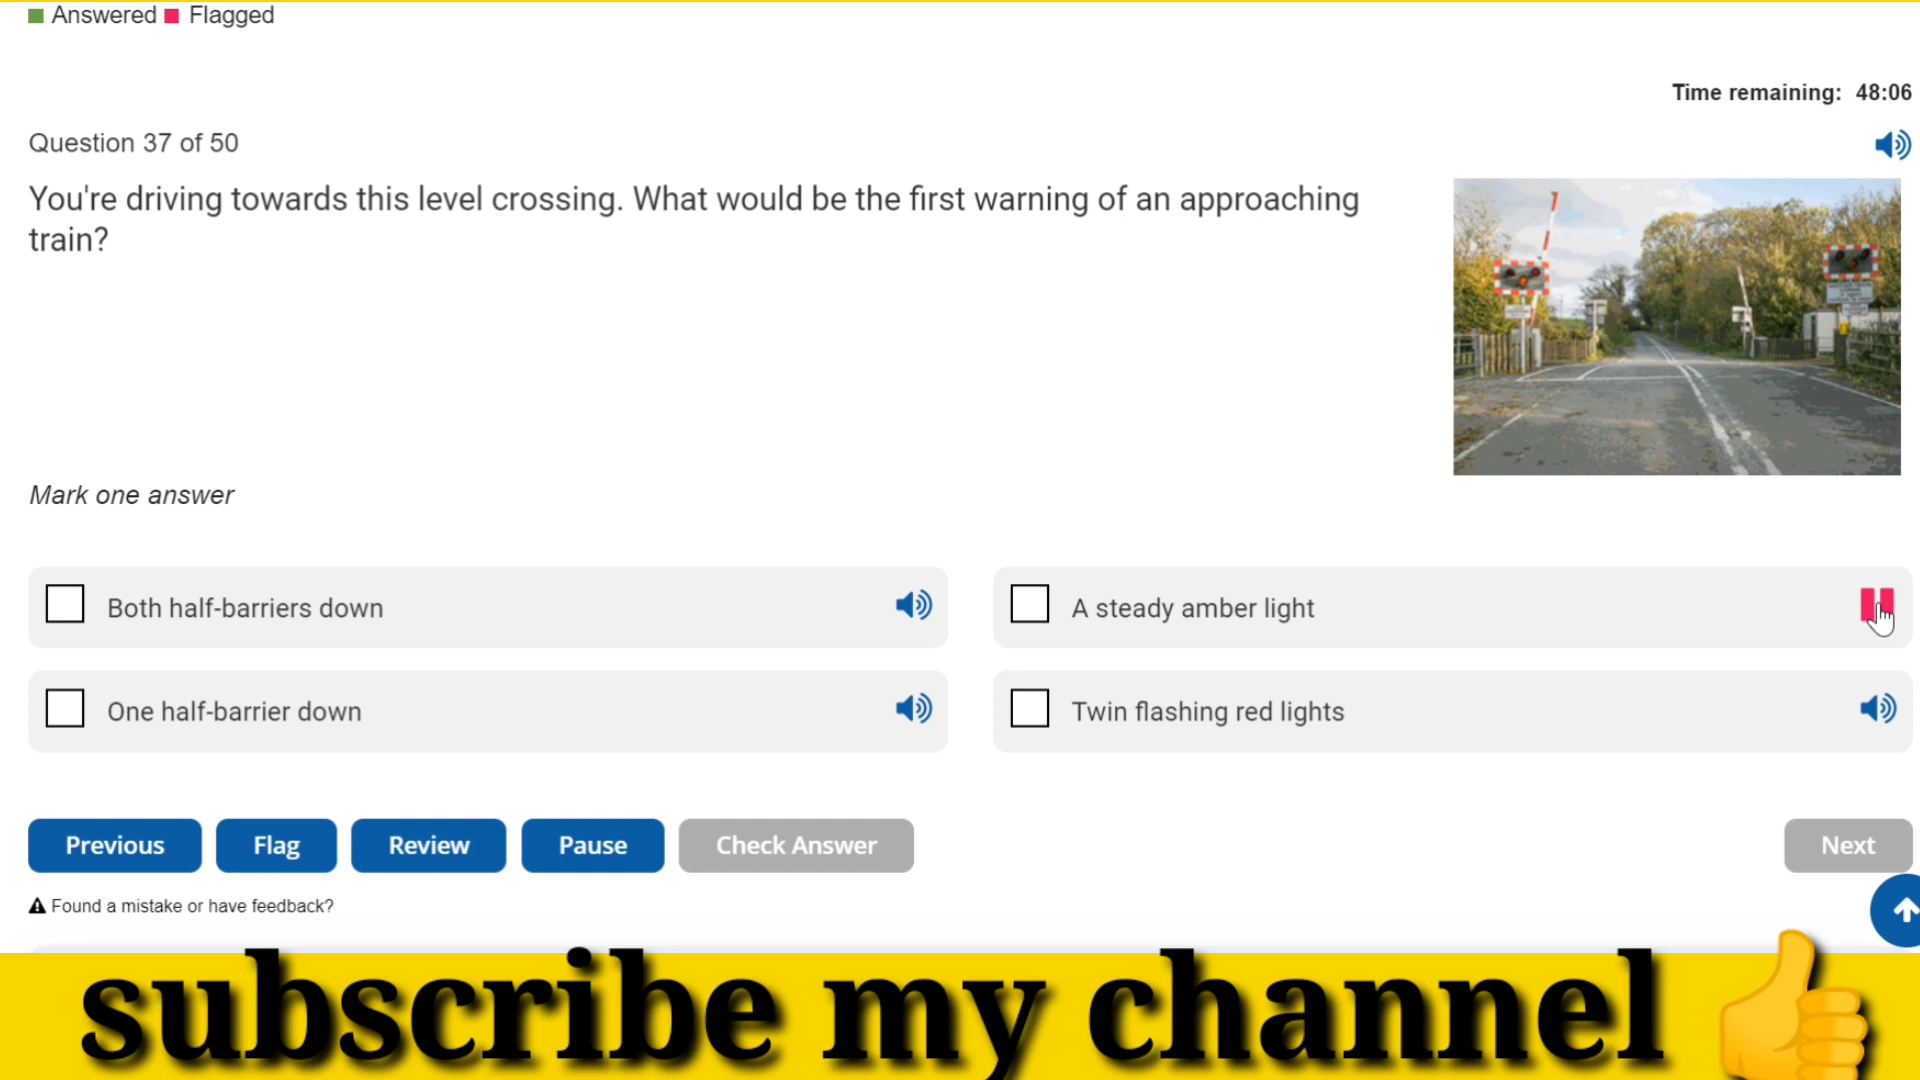 Answered Flagged
Time remaining: 48:06
Question 37 of 50
You're driving towards this level crossing. What would be the first warning of an approaching
train?
Mark one answer
Both half-barriers down
A steady amber light
One half-barrier down
Twin flashing red lights
Previous Flag Review Pause Check Answer Next
Found a mistake or have feedback?
subscribe my channel